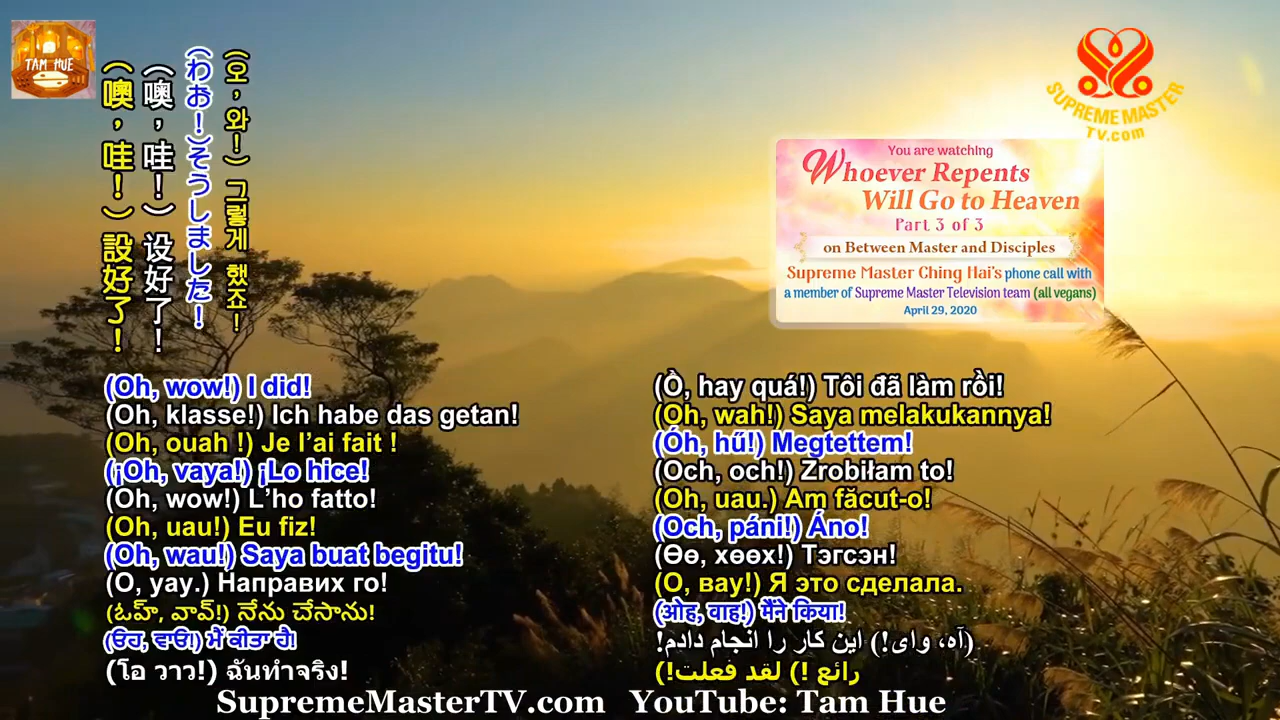 TAM HUE
(오, 와!) 그렇게 했죠!
(わお!)そうしました!
(噢,哇!)设好了!
(噢,哇!)設好了!
SUPREME MASTER
TV.com
You are watching
Whoever Repents
Will Go to Heaven
Part 3 of 3
on Between Master and Disciples
Supreme Master Ching Hai's phone call with
a member of Supreme Master Television team (all vegans)
April 29, 2020
(Oh, wow!) I did!
(Oh, klasse!) Ich habe das getan!
(Oh, ouah !) Je l’ai fait !
(¡Oh, vaya!) ¡Lo hice!
(Oh, wow!) L’ho fatto!
(Oh, uau!) Eu fiz!
(Oh, wau!) Saya buat begitu!
(О, yay.) Направих го!
(ఓహ్, వావ్!) నేను చేసాను!
(ਓਹ, ਵਾਓ!) ਮੈਂ ਕੀਤਾ ਹੈ!
(โอ วาว!) ฉันทำจริง!
(Ồ, hay quá!) Tôi đã làm rồi!
(Oh, wah!) Saya melakukannya!
(Óh, hű!) Megtettem!
(Och, och!) Zrobiłam to!
(Oh, uau.) Am făcut-o!
(Och, páni!) Áno!
(Өө, хөөх!) Тэгсэн!
(О, вау!) Я это сделала.
(ओह, वाह!) मैंने किया!
(آه، وای!) این کار را انجام دادم!
رائع !) لقد فعلت!)
SupremeMasterTV.com YouTube: Tam Hue